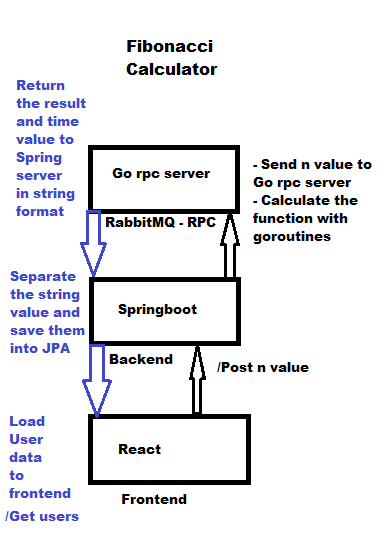 Fibonacci
Calculator
Return
the result
and time
value to
Spring
server
in string
format
Go rpc server
- Send n value to
Go rpc server
- Calculate the
function with
goroutines
RabbitMQ - RPC
Separate
the string
value and
save them
into JPA
Springboot
Backend
/Post n value
Load
User
data
to
frontend
/Get users
React
Frontend